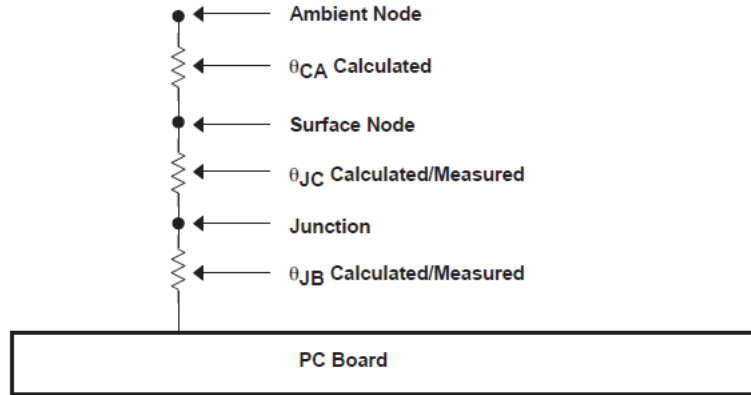 Ambient Node
θCA Calculated
Surface Node
θJC Calculated/Measured
Junction
θJB Calculated/Measured
PC Board